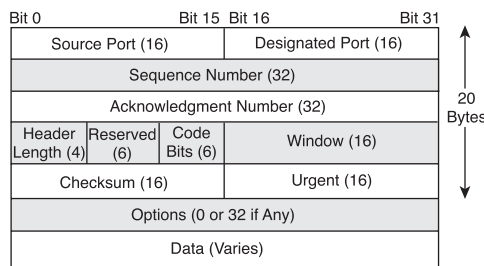 Bit 0 Bit 15 Bit 16 Bit 31
Source Port (16) Designated Port (16)
Sequence Number (32)
Acknowledgment Number (32)
20
Bytes
Header
Length (4)
Reserved
(6)
Code
Bits (6)
Window (16)
Checksum (16) Urgent (16)
Options (0 or 32 if Any)
Data (Varies)